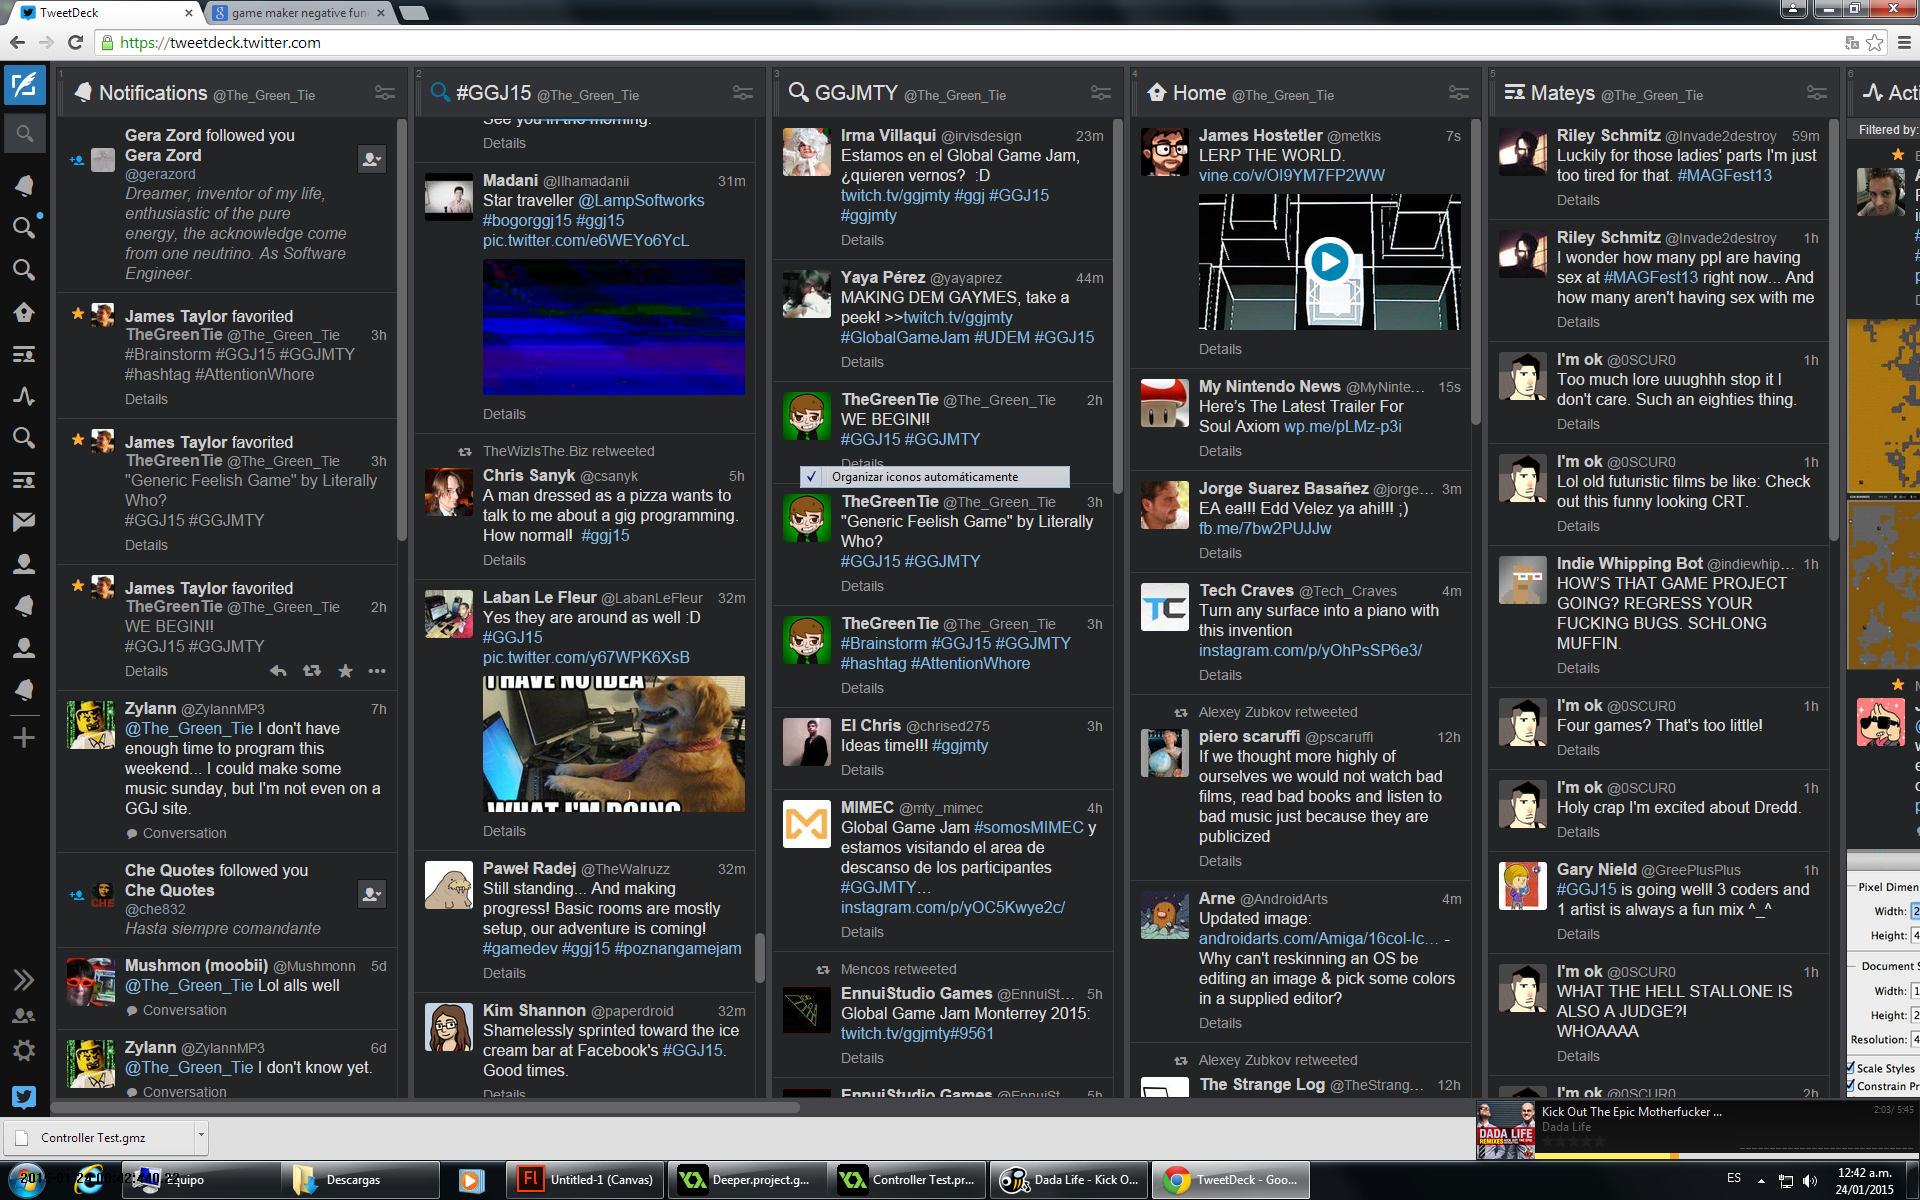 TweetDeck
game maker negative fun
https://tweetdeck.twitter.com
1
Notifications @The_Green_Tie
Gera Zord followed you
Gera Zord
@gerazord
Dreamer, inventor of my life,
enthusiastic of the pure
energy, the acknowledge come
from one neutrino. As Software
Engineer.
James Taylor favorited
TheGreenTie @The_Green_Tie 3h
#Brainstorm #GGJ15 #GGJMTY
#hashtag #AttentionWhore
Details
James Taylor favorited
TheGreenTie @The_Green_Tie 3h
"Generic Feelish Game" by Literally
Who?
#GGJ15 #GGJMTY
Details
James Taylor favorited
TheGreenTie @The_Green_Tie 2h
WE BEGIN!!
#GGJ15 #GGJMTY
Details
Zylann @ZylannMP3 7h
@The_Green_Tie I don't have
enough time to program this
weekend... I could make some
music sunday, but I'm not even on a
GGJ site.
Conversation
Che Quotes followed you
Che Quotes
@che832
Hasta siempre comandante
Mushmon (moobii) @Mushmonn 5d
@The_Green_Tie Lol alls well
Conversation
Zylann @ZylannMP3 6d
@The_Green_Tie I don't know yet.
Conversation
2
#GGJ15 @The_Green_Tie
See you in the morning.
Details
Madani @Ilhamadanii 31m
Star traveller @LampSoftworks
#bogorggj15 #ggj15
pic.twitter.com/e6WEYo6YcL
Details
TheWizIsThe.Biz retweeted
Chris Sanyk @csanyk 5h
A man dressed as a pizza wants to
talk to me about a gig programming.
How normal! #ggj15
Details
Laban Le Fleur @LabanLeFleur 32m
Yes they are around as well :D
#GGJ15
pic.twitter.com/y67WPK6XsB
I HAVE NO IDEA
WHAT I'M DOING
Details
Paweł Radej @TheWalruzz 32m
Still standing... And making
progress! Basic rooms are mostly
setup, our adventure is coming!
#gamedev #ggj15 #poznangamejam
Details
Kim Shannon @paperdroid 32m
Shamelessly sprinted toward the ice
cream bar at Facebook's #GGJ15.
Good times.
Details
3
GGJMTY @The_Green_Tie
Irma Villaqui @irvisdesign 23m
Estamos en el Global Game Jam,
¿quieren vernos? :D
twitch.tv/ggjmty #ggj #GGJ15
#ggjmty
Details
Yaya Pérez @yayaprez 44m
MAKING DEM GAYMES, take a
peek! >>twitch.tv/ggjmty
#GlobalGameJam #UDEM #GGJ15
Details
TheGreenTie @The_Green_Tie 2h
WE BEGIN!!
#GGJ15 #GGJMTY
Details
Organizar iconos automáticamente
TheGreenTie @The_Green_Tie 3h
"Generic Feelish Game" by Literally
Who?
#GGJ15 #GGJMTY
Details
TheGreenTie @The_Green_Tie 3h
#Brainstorm #GGJ15 #GGJMTY
#hashtag #AttentionWhore
Details
El Chris @chrised275 3h
Ideas time!!! #ggjmty
Details
MIMEC @mty_mimec 4h
Global Game Jam #somosMIMEC y
estamos visitando el area de
descanso de los participantes
#GGJMTY…
instagram.com/p/yOC5Kwye2c/
Details
Mencos retweeted
EnnuiStudio Games @EnnuiSt... 5h
Global Game Jam Monterrey 2015:
twitch.tv/ggjmty#9561
Details
EnnuiStudio Games @EnnuiSt... 5h
4
Home @The_Green_Tie
James Hostetler @metkis 7s
LERP THE WORLD.
vine.co/v/OI9YM7FP2WW
Details
My Nintendo News @MyNinte... 15s
Here's The Latest Trailer For
Soul Axiom wp.me/pLMz-p3i
Details
Jorge Suarez Basañez @jorge... 3m
EA ea!!! Edd Velez ya ahi!!! ;)
fb.me/7bw2PUJJw
Details
TC
Tech Craves @Tech_Craves 4m
Turn any surface into a piano with
this invention
instagram.com/p/yOhPsSP6e3/
Details
Alexey Zubkov retweeted
piero scaruffi @pscaruffi 12h
If we thought more highly of
ourselves we would not watch bad
films, read bad books and listen to
bad music just because they are
publicized
Details
Arne @AndroidArts 4m
Updated image:
androidarts.com/Amiga/16col-Ic… -
Why can't reskinning an OS be
editing an image & pick some colors
in a supplied editor?
Details
Alexey Zubkov retweeted
The Strange Log @TheStrang... 12h
5
Mateys @The_Green_Tie
Riley Schmitz @Invade2destroy 59m
Luckily for those ladies' parts I'm just
too tired for that. #MAGFest13
Details
Riley Schmitz @Invade2destroy 1h
I wonder how many ppl are having
sex at #MAGFest13 right now... And
how many aren't having sex with me
Details
I'm ok @0SCUR0 1h
Too much lore uuughhh stop it I
don't care. Such an eighties thing.
Details
I'm ok @0SCUR0 1h
Lol old futuristic films be like: Check
out this funny looking CRT.
Details
Indie Whipping Bot @indiewhip... 1h
HOW'S THAT GAME PROJECT
GOING? REGRESS YOUR
FUCKING BUGS. SCHLONG
MUFFIN.
Details
I'm ok @0SCUR0 1h
Four games? That's too little!
Details
I'm ok @0SCUR0 1h
Holy crap I'm excited about Dredd.
Details
Gary Nield @GreePlusPlus 1h
#GGJ15 is going well! 3 coders and
1 artist is always a fun mix ^_^
Details
I'm ok @0SCUR0 1h
WHAT THE HELL STALLONE IS
ALSO A JUDGE?!
WHOAAAA
Details
I'm ok @0SCUR0 2h
6
Acti
Filtered by:
Pixel Dimen
Width: 2
Height: 4
Document S
Width: 1
Height: 2
Resolution: 4
Scale Styles
Constrain Pr
DADA LIFE
Kick Out The Epic Motherfucker ...
Dada Life
2:03/ 5:45
Controller Test.gmz
Equipo
Descargas
Untitled-1 (Canvas)
Deeper.project.g...
Controller Test.pr...
Dada Life - Kick O...
TweetDeck - Goo...
ES
12:42 a.m.
24/01/2015